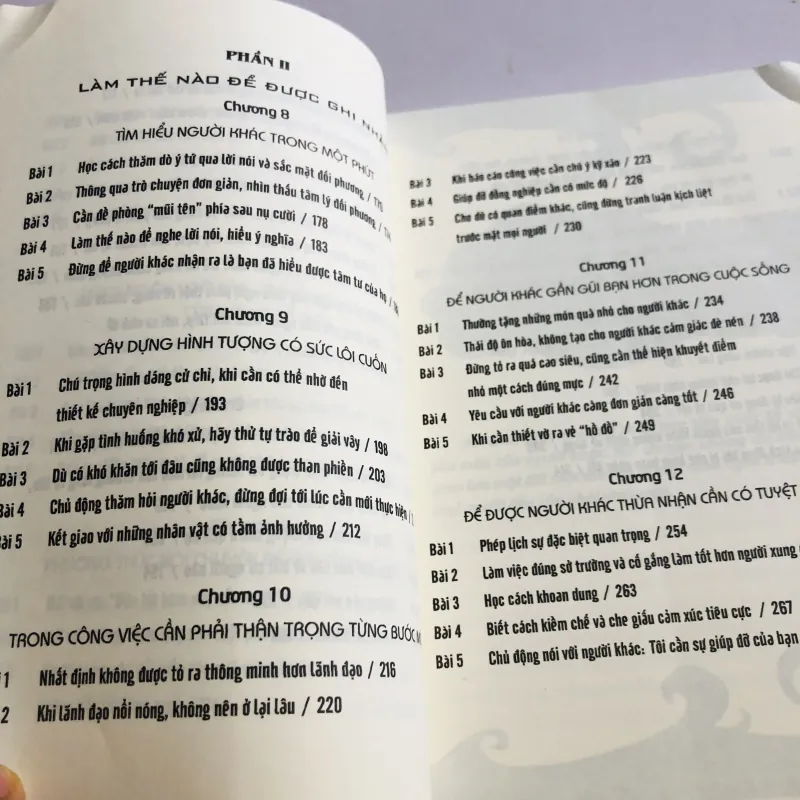 PHẦN II
LÀM THẾ NÀO ĐỂ ĐƯỢC GHI
Chương 8
TÌM HIỂU NGƯỜI KHÁC TRONG MỘT PHÚT
Bài 1 Học cách thăm dò ý tứ qua lời nói và sắc mặt đối phương /
Bài 2 Thông qua trò chuyện đơn giản, nhìn thấu tâm lý đối phương /
Bài 3 Cần đề phòng “mũi tên” phía sau nụ cười / 178
Bài 4 Làm thế nào để nghe lời nói, hiểu ý nghĩa / 183
Bài 5 Đừng để người khác nhận ra là bạn đã hiểu được tâm tư của họ /
Chương 9
XÂY DỰNG HÌNH TƯỢNG CÓ SỨC LÔI CUỐN
Bài 1 Chú trọng hình dáng cử chỉ, khi cần có thể nhờ đến
thiết kế chuyên nghiệp / 193
Bài 2 Khi gặp tình huống khó xử, hãy thử tự trào để giải vây / 198
Bài 3 Dù có khó khăn tới đâu cũng không được than phiền / 203
Bài 4 Chủ động thăm hỏi người khác, đừng đợi tới lúc cần mới thực hiện /
Bài 5 Kết giao với những nhân vật có tầm ảnh hưởng / 212
Chương 10
TRONG CÔNG VIỆC CẦN PHẢI THẬN TRỌNG TỪNG BƯỚC
1 Nhất định không được tỏ ra thông minh hơn lãnh đạo / 216
2 Khi lãnh đạo nổi nóng, không nên ở lại lâu / 220
Bài 3 Khi báo cáo công việc cần chú ý kỹ xảo / 223
Bài 4 Giúp đỡ đồng nghiệp cần có mức độ / 226
Bài 5 Cho dù có quan điểm khác, cũng đừng tranh luận kịch liệt
trước mặt mọi người / 230
Chương 11
ĐỂ NGƯỜI KHÁC GẦN GŨI BẠN HƠN TRONG CUỘC SỐNG
Bài 1 Thường tặng những món quà nhỏ cho người khác / 234
Bài 2 Thái độ ôn hòa, không tạo cho người khác cảm giác đè nén / 238
Bài 3 Đừng tỏ ra quá cao siêu, cũng cần thể hiện khuyết điểm
nhỏ một cách đúng mực / 242
Bài 4 Yêu cầu với người khác càng đơn giản càng tốt / 246
Bài 5 Khi cần thiết vờ ra vẻ “hồ đồ” / 249
Chương 12
ĐỂ ĐƯỢC NGƯỜI KHÁC THỪA NHẬN CẦN CÓ TUYỆT
Bài 1 Phép lịch sự đặc biệt quan trọng / 254
Bài 2 Làm việc đúng sở trường và cố gắng làm tốt hơn người xung
Bài 3 Học cách khoan dung / 263
Bài 4 Biết cách kiềm chế và che giấu cảm xúc tiêu cực / 267
Bài 5 Chủ động nói với người khác: Tôi cần sự giúp đỡ của bạn